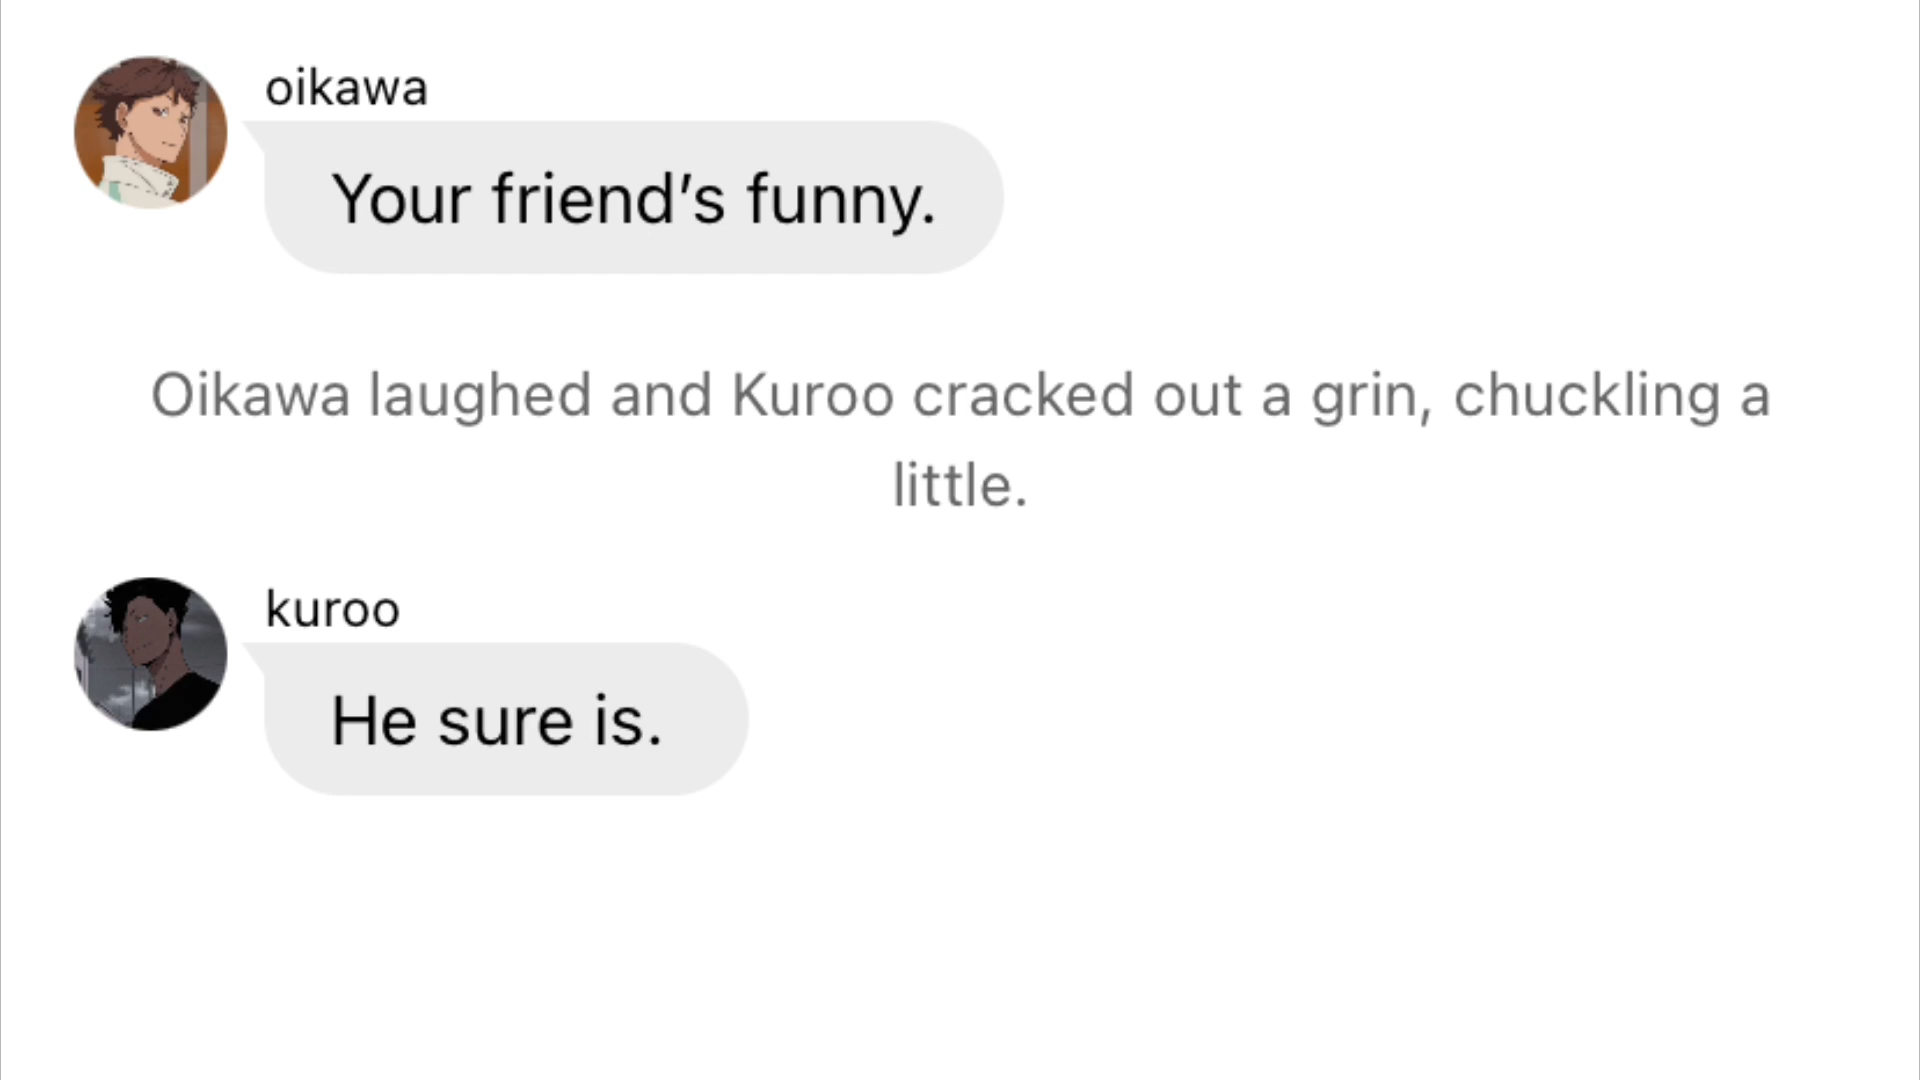 oikawa
Your friend’s funny.
Oikawa laughed and Kuroo cracked out a grin, chuckling a
little.
kuroo
He sure is.